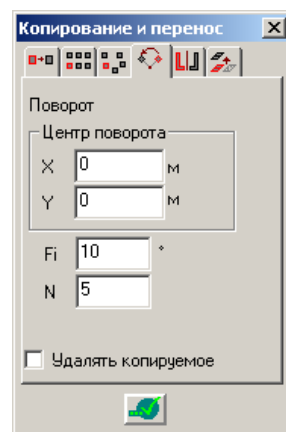 Копирование и перенос
Поворот
Центр поворота
X 0 м
Y 0 м
Fi 10 °
N 5
Удалять копируемое